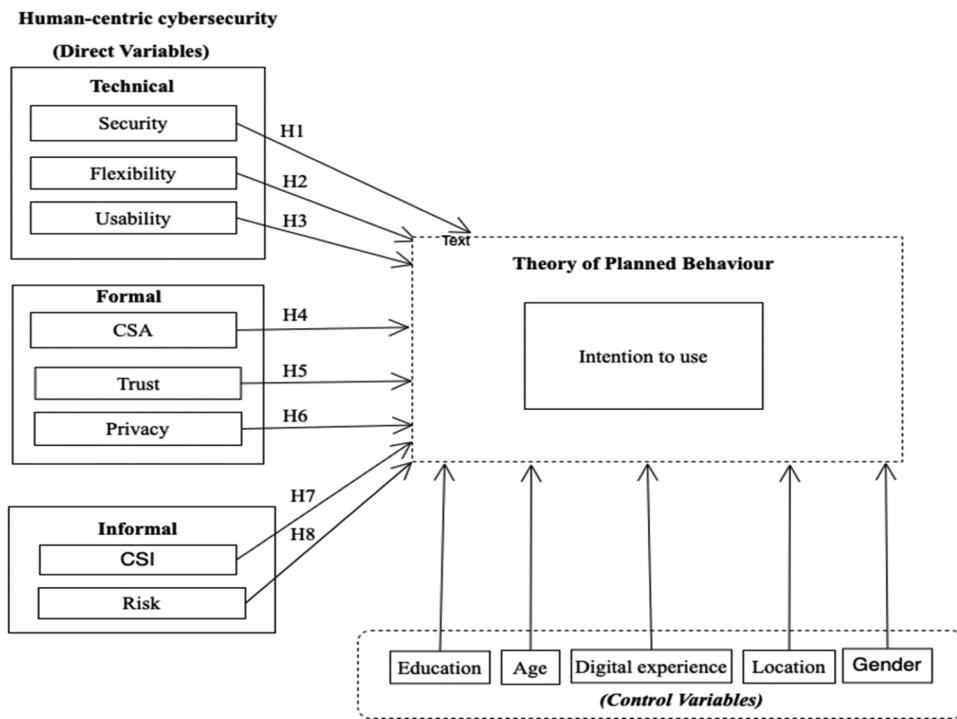 Human-centric cybersecurity
(Direct Variables)
Technical
Security
Flexibility
Usability
H1
H2
H3
Text
Theory of Planned Behaviour
Intention to use
Formal
CSA
Trust
Privacy
H4
H5
H6
Informal
CSI
Risk
H7
H8
Education
Age
Digital experience
Location
Gender
(Control Variables)